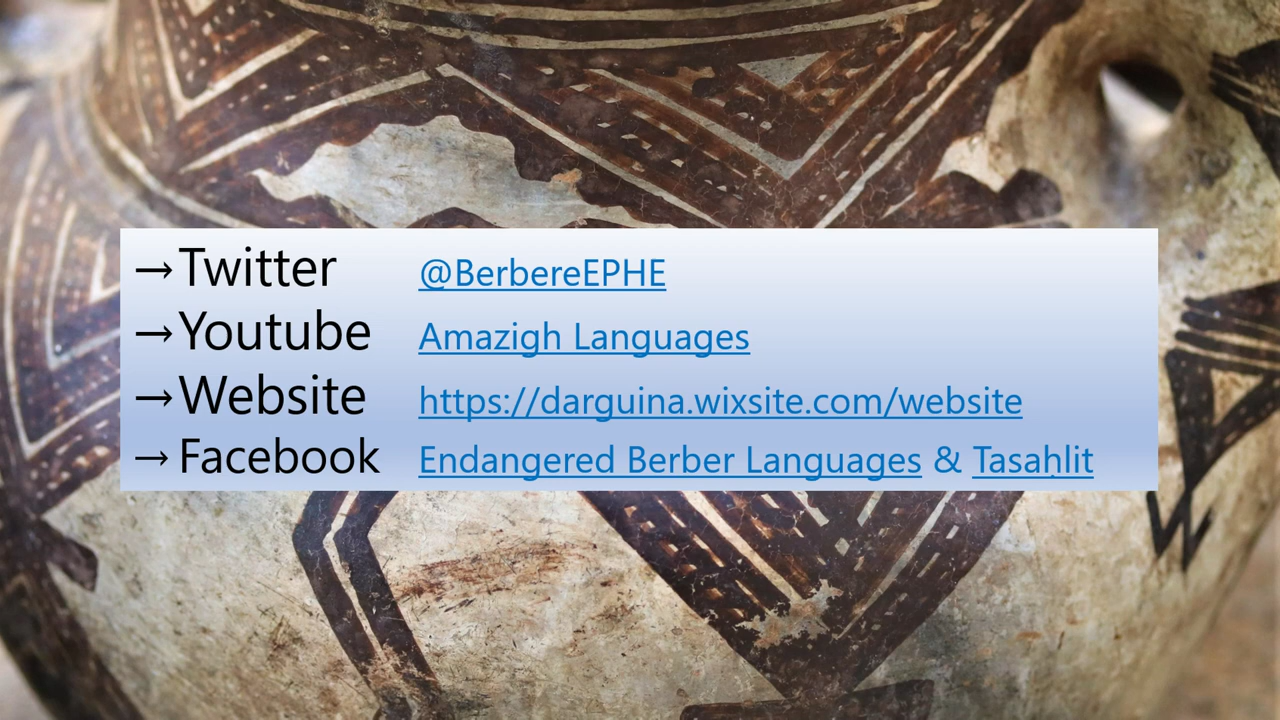 →Twitter @BerbereEPHE
→Youtube Amazigh Languages
→Website https://darguina.wixsite.com/website
→Facebook Endangered Berber Languages & Tasaḥlit